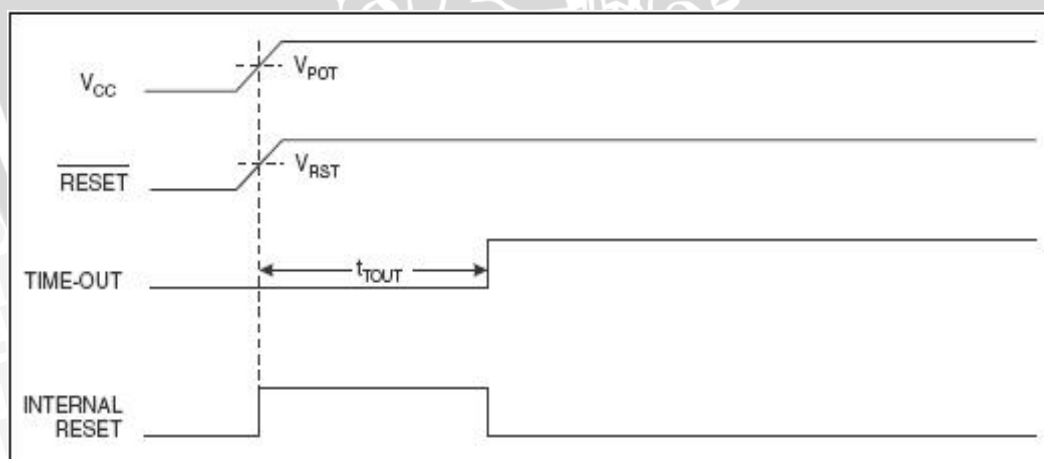 VCC
VPOT
RESET
VRST
TIME-OUT
tTOUT
INTERNAL
RESET